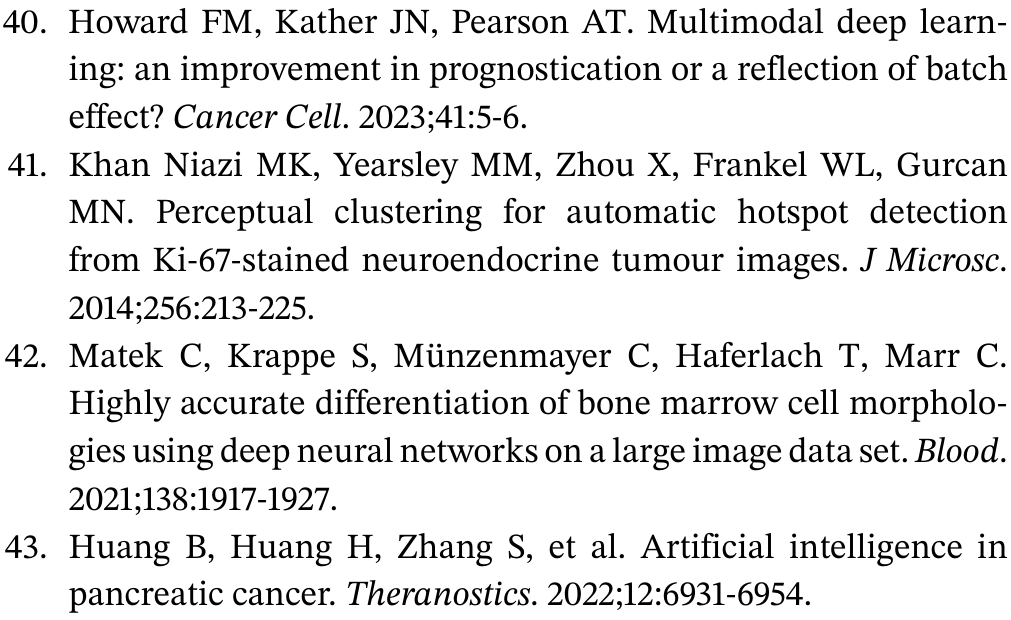 40. Howard FM, Kather JN, Pearson AT. Multimodal deep learn-
ing: an improvement in prognostication or a reflection of batch
effect? Cancer Cell. 2023;41:5-6.
41. Khan Niazi MK, Yearsley MM, Zhou X, Frankel WL, Gurcan
MN. Perceptual clustering for automatic hotspot detection
from Ki-67-stained neuroendocrine tumour images. J Microsc.
2014;256:213-225.
42. Matek C, Krappe S, Münzenmayer C, Haferlach T, Marr C.
Highly accurate differentiation of bone marrow cell morpholo-
gies using deep neural networks on a large image data set. Blood.
2021;138:1917-1927.
43. Huang B, Huang H, Zhang S, et al. Artificial intelligence in
pancreatic cancer. Theranostics. 2022;12:6931-6954.